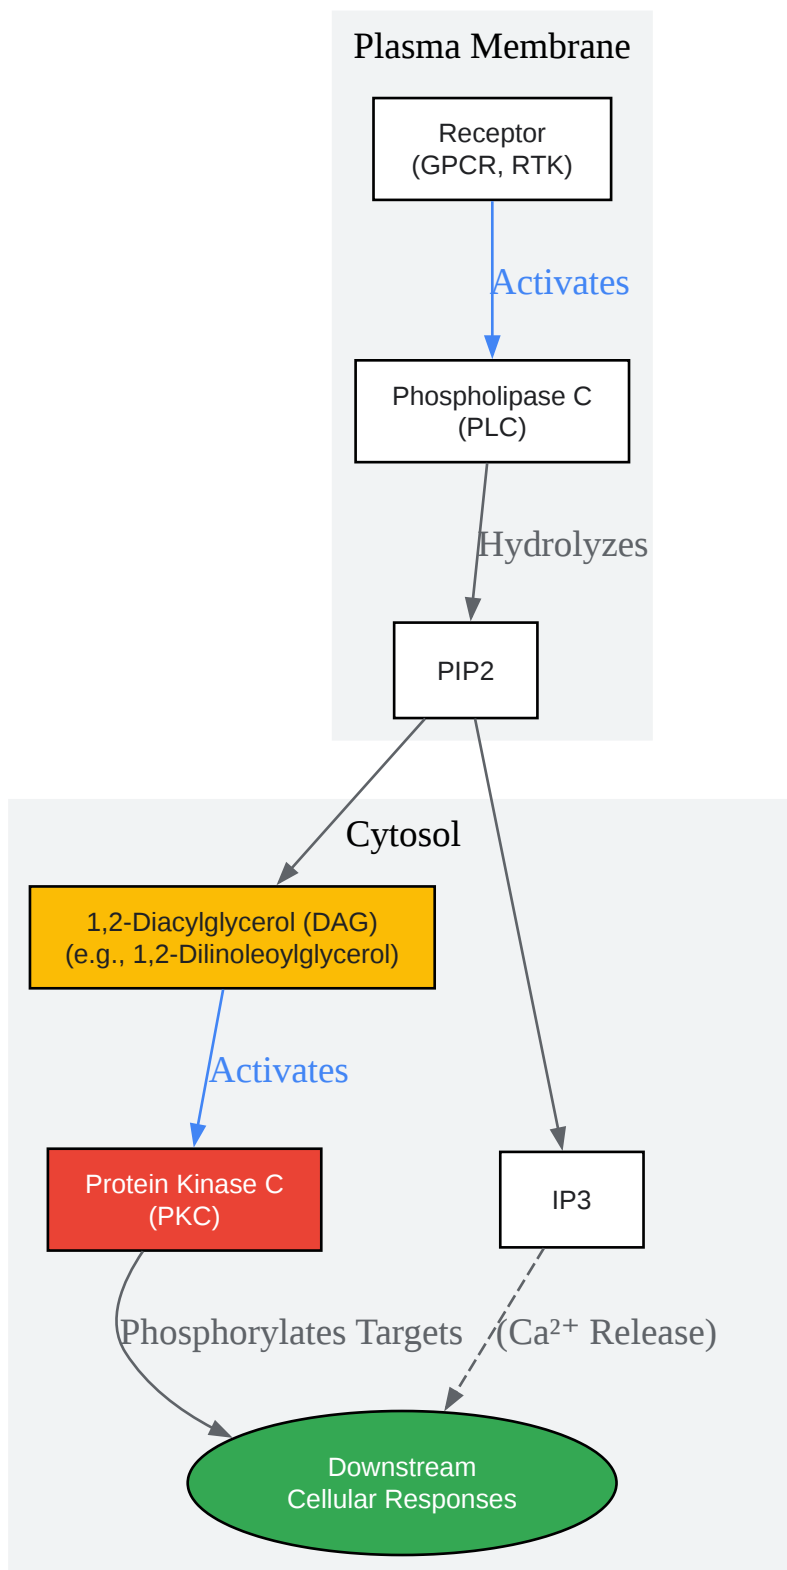 Plasma Membrane
Receptor
(GPCR, RTK)
Activates
Phospholipase C
(PLC)
Hydrolyzes
PIP2
Cytosol
1,2-Diacylglycerol (DAG)
(e.g., 1,2-Dilinoleoylglycerol)
Activates
Protein Kinase C
(PKC)
IP3
Phosphorylates Targets
(Ca²⁺ Release)
Downstream
Cellular Responses